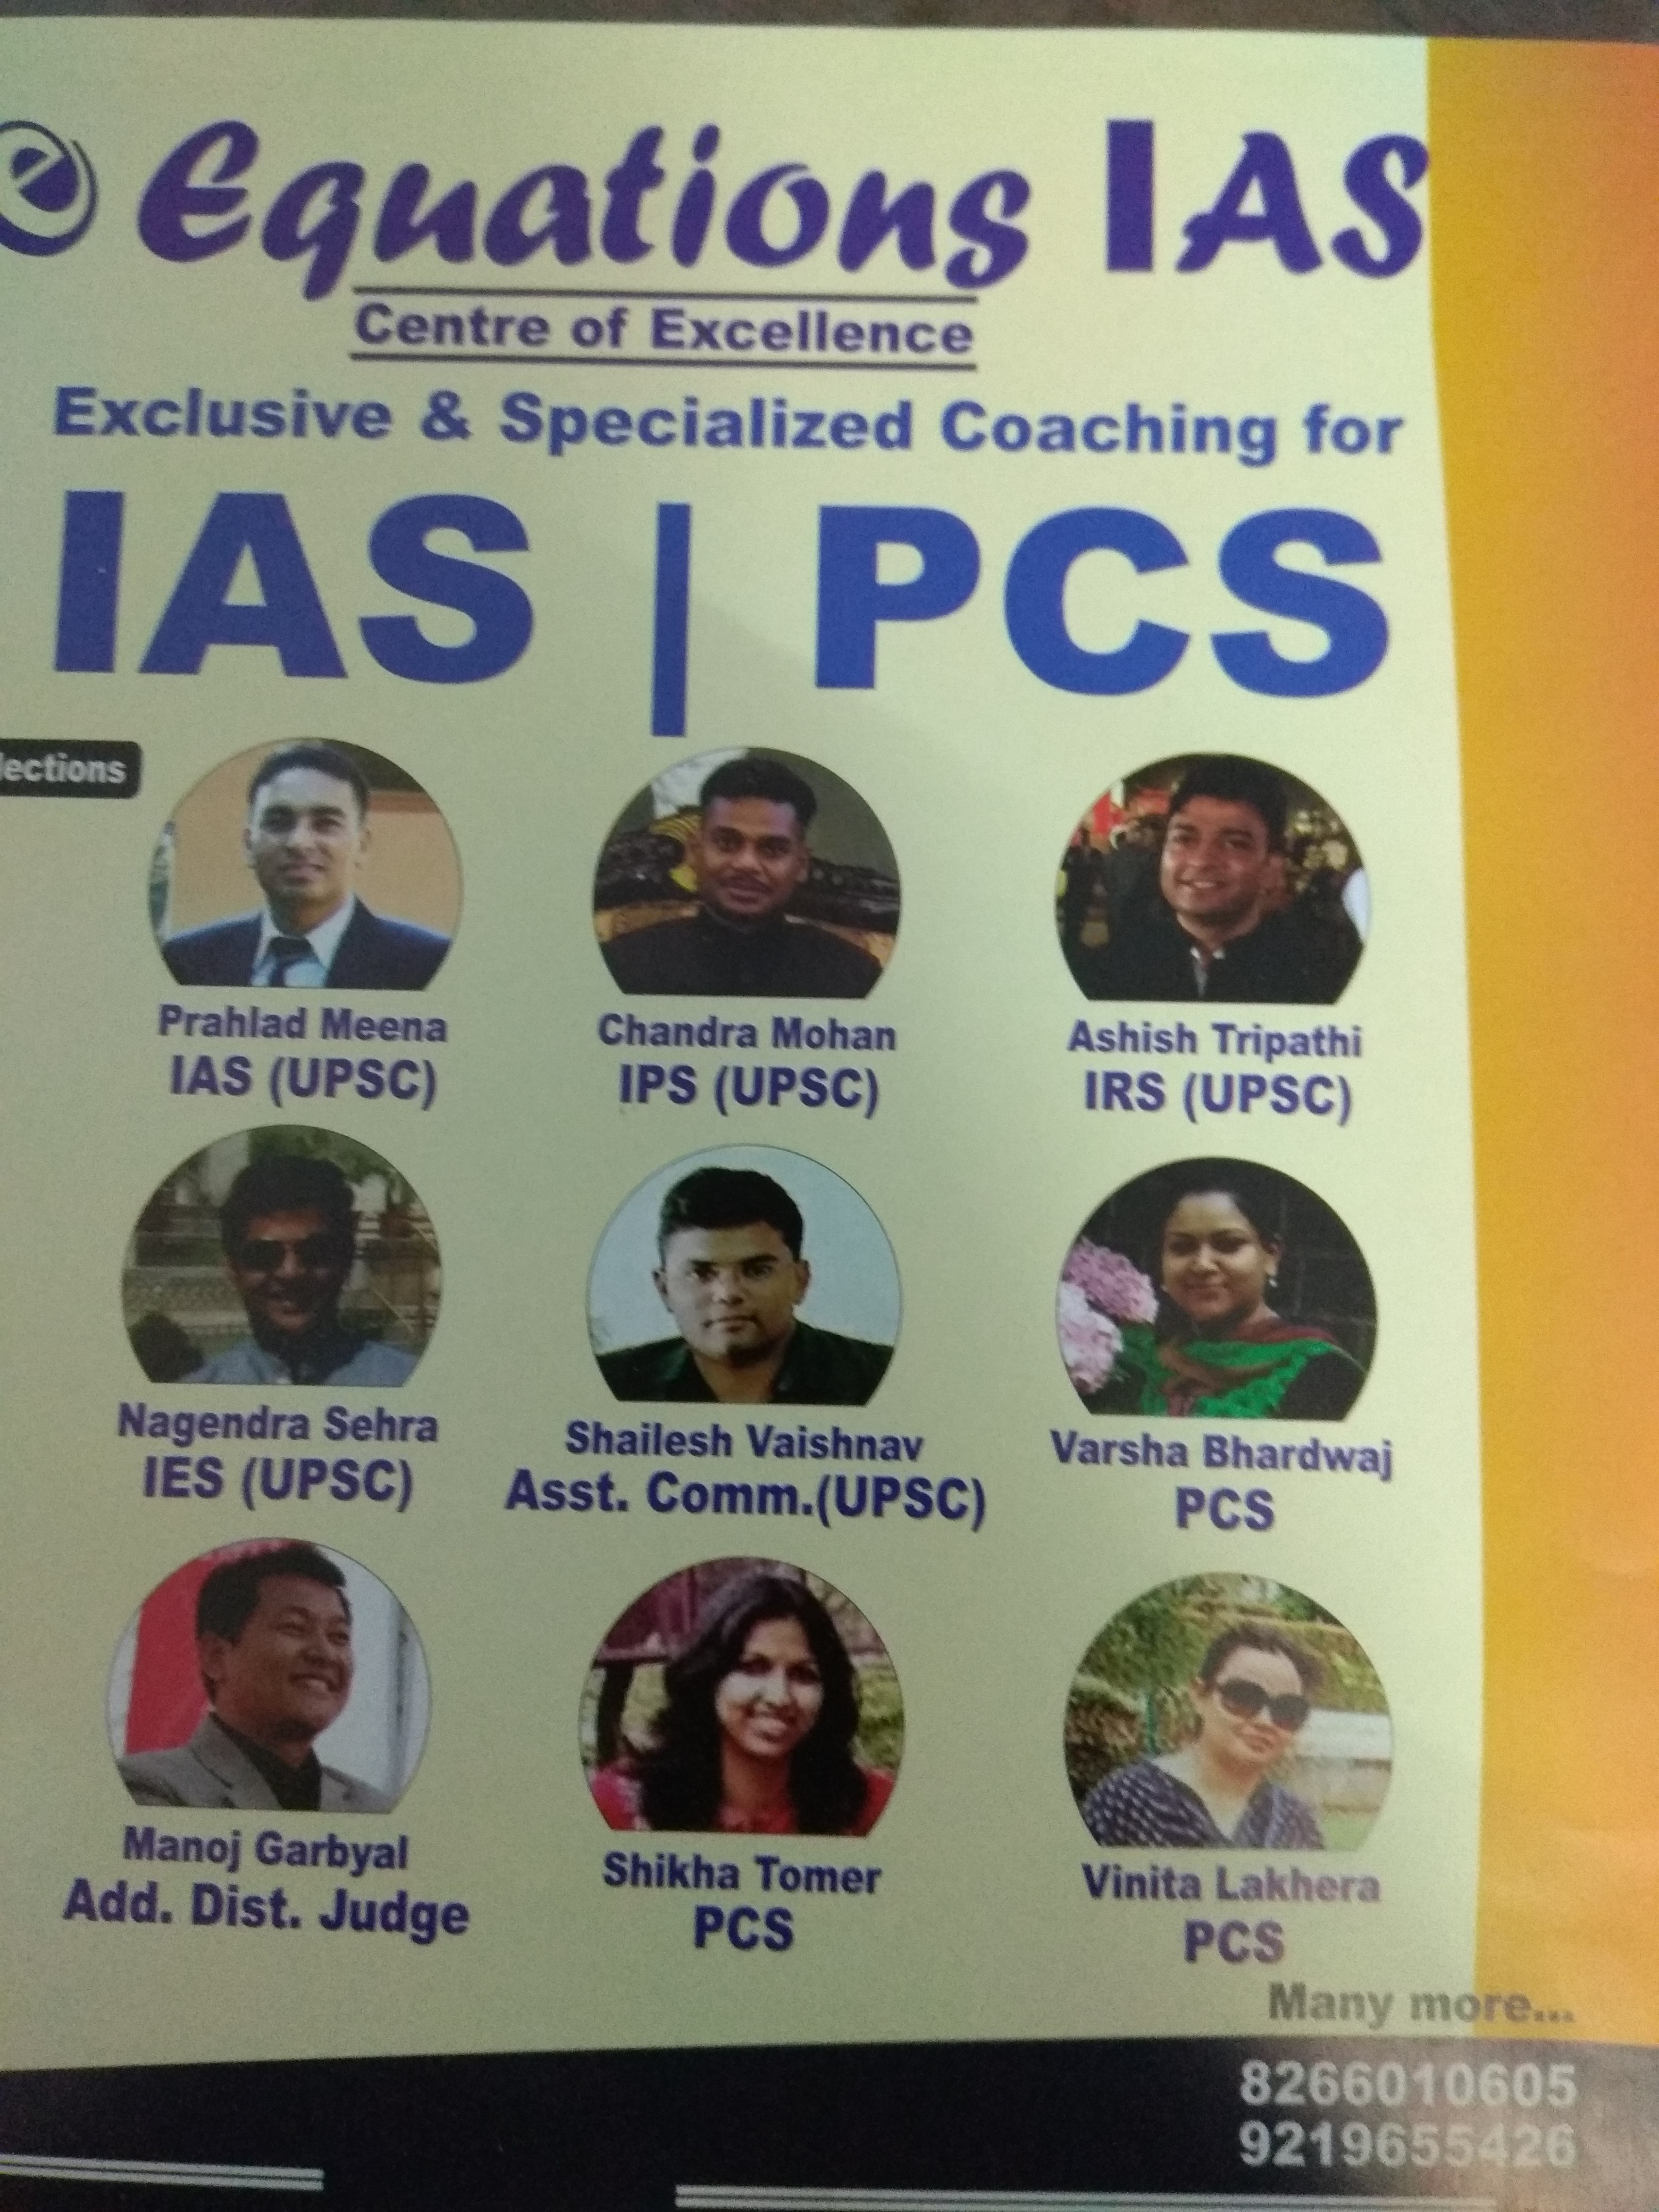 e Equations IAS
Centre of Excellence
Exclusive & Specialized Coaching for
IAS | PCS
lections
Prahlad Meena
IAS (UPSC)
Chandra Mohan
IPS (UPSC)
Ashish Tripathi
IRS (UPSC)
Nagendra Sehra
IES (UPSC)
Shailesh Vaishnav
Asst. Comm.(UPSC)
Varsha Bhardwaj
PCS
Manoj Garbyal
Add. Dist. Judge
Shikha Tomer
PCS
Vinita Lakhera
PCS
Many more...
8266010605
9219655426